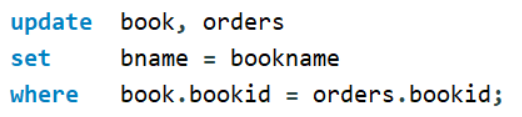 update book, orders
set bname = bookname
where book.bookid = orders.bookid;